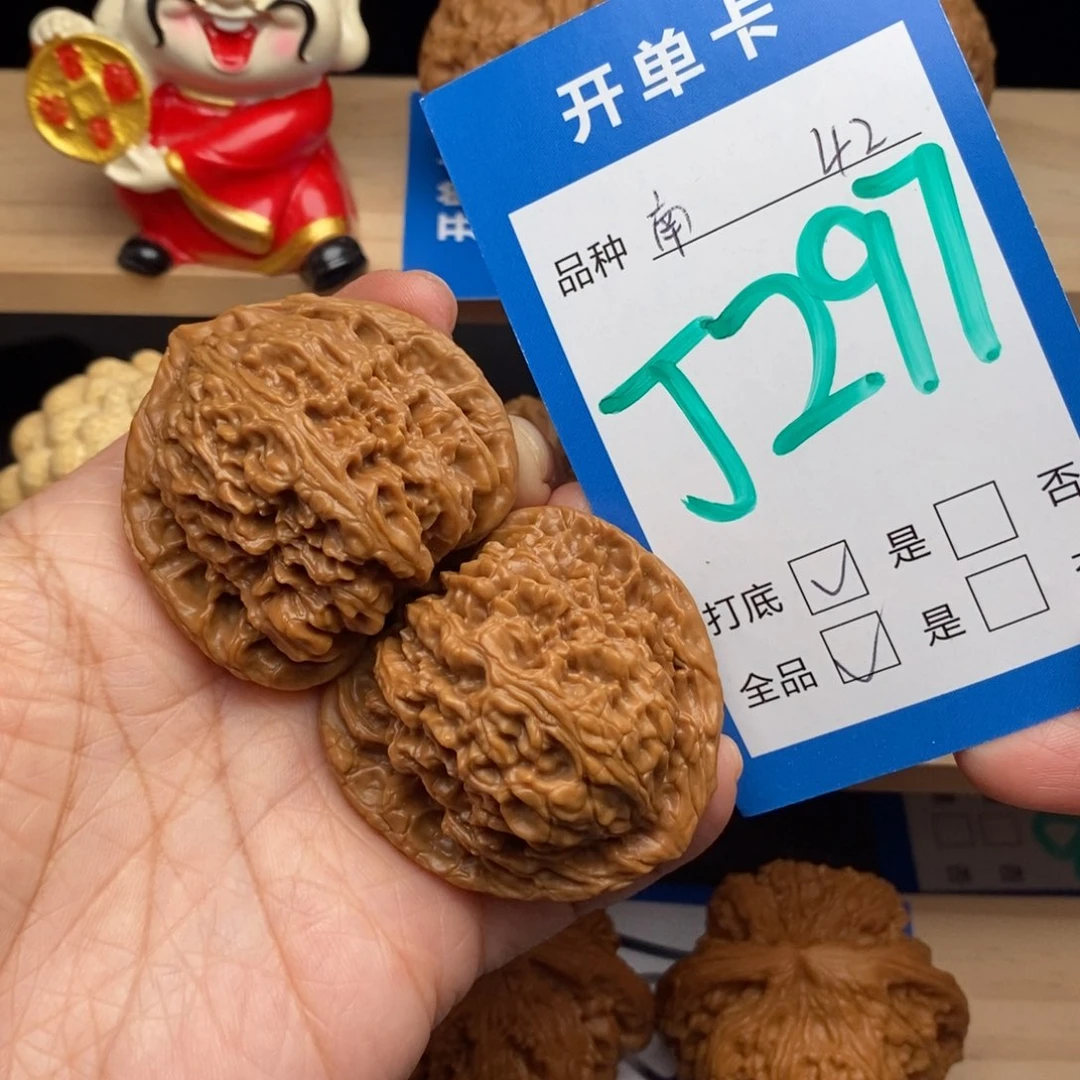 开单卡
品种 南 42
J297
打底 ☑ 是 ☐ 否
全品 ☑ 是 ☐